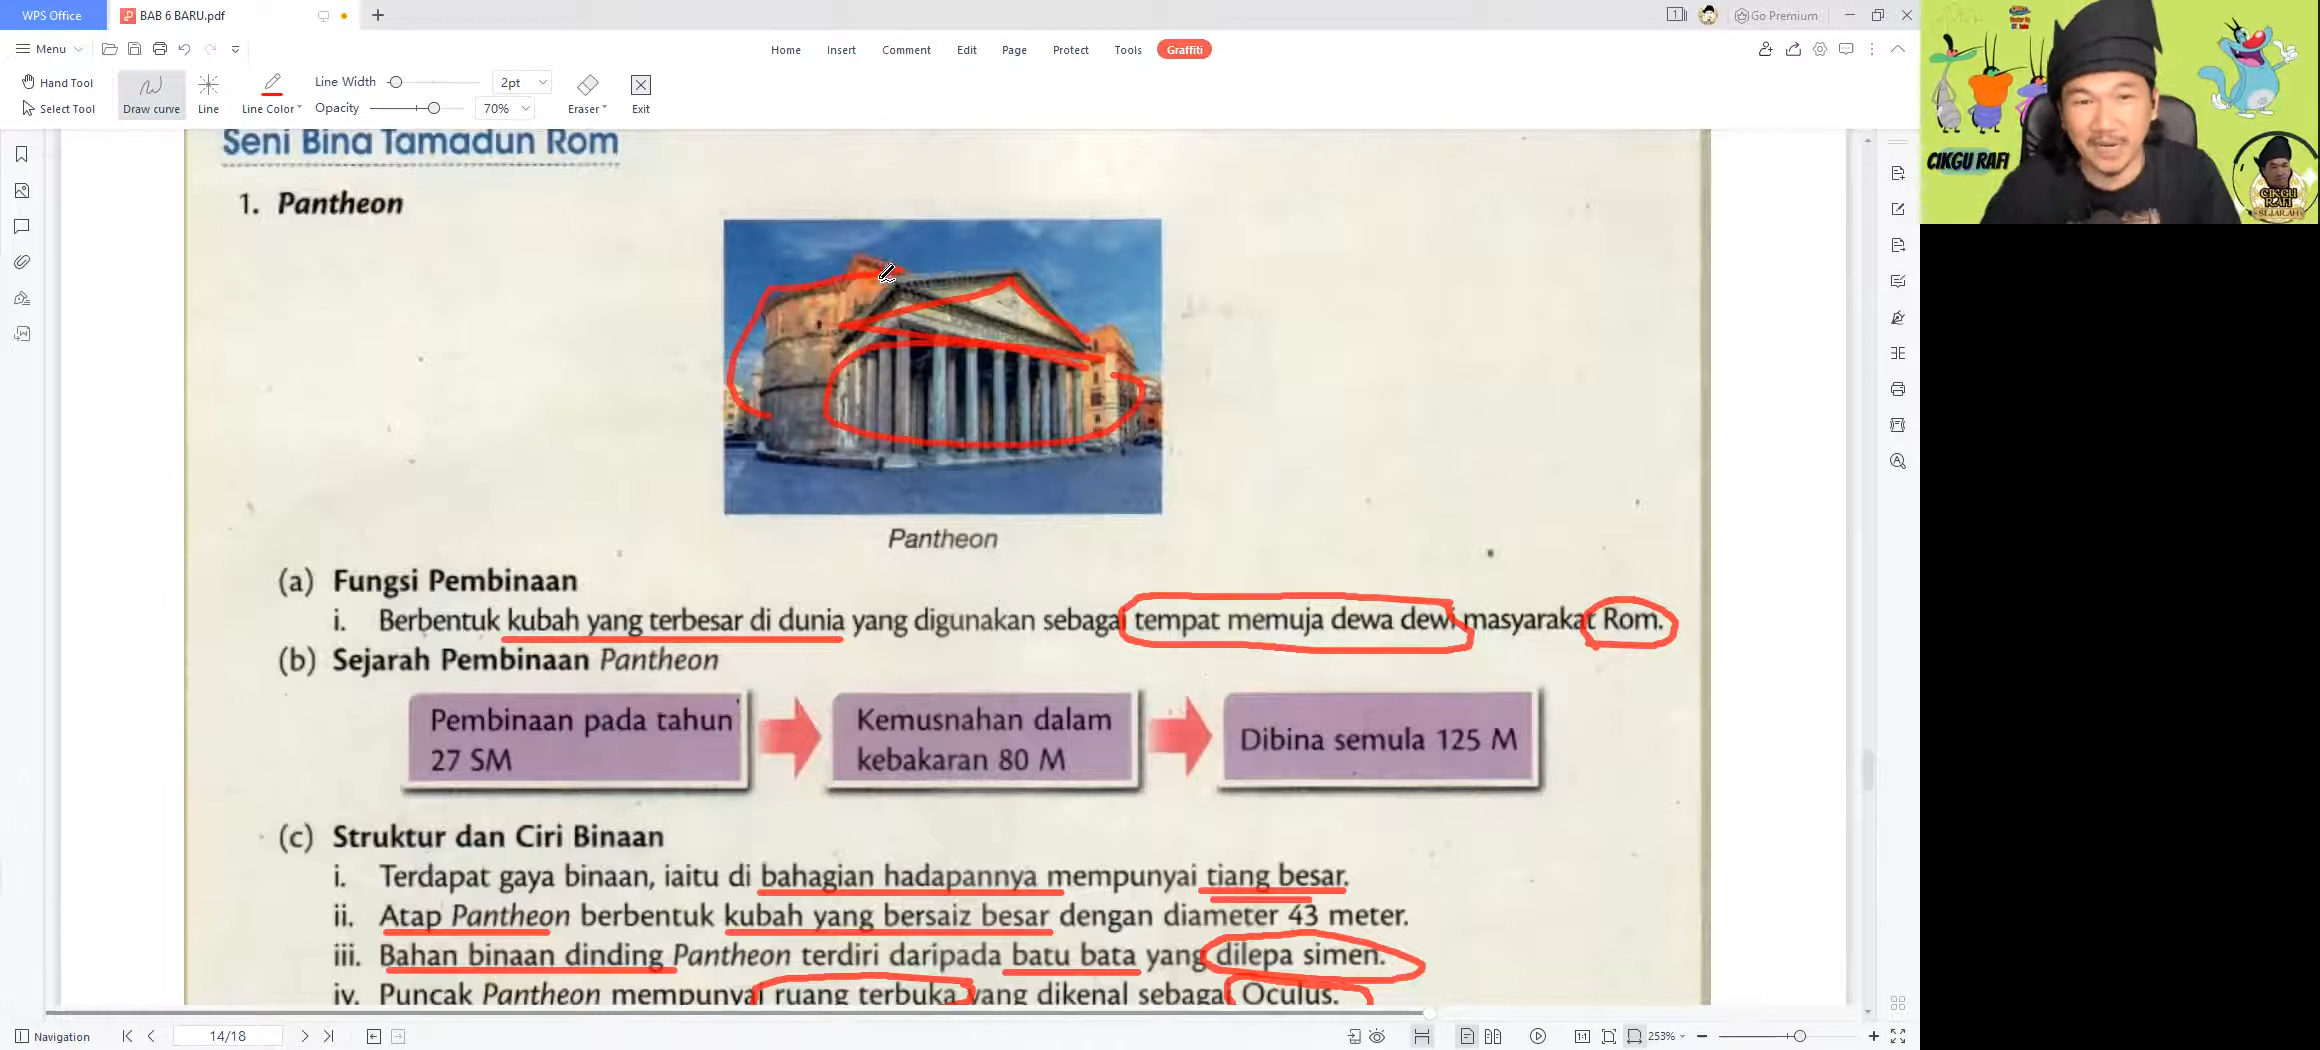 WPS Office
BAB 6 BARU.pdf
Go Premium
Menu
Home Insert Comment Edit Page Protect Tools Graffiti
Hand Tool
Select Tool
Draw curve
Line
Line Color
Line Width
2pt
Opacity
70%
Eraser
Exit
CIKGU RAFI
CIKGU
RAFI
SEJARAH
Seni Bina Tamadun Rom
1. Pantheon
Pantheon
(a) Fungsi Pembinaan
i. Berbentuk kubah yang terbesar di dunia yang digunakan sebagai tempat memuja dewa dewi masyarakat Rom.
(b) Sejarah Pembinaan Pantheon
Pembinaan pada tahun
27 SM
Kemusnahan dalam
kebakaran 80 M
Dibina semula 125 M
(c) Struktur dan Ciri Binaan
i. Terdapat gaya binaan, iaitu di bahagian hadapannya mempunyai tiang besar.
ii. Atap Pantheon berbentuk kubah yang bersaiz besar dengan diameter 43 meter.
iii. Bahan binaan dinding Pantheon terdiri daripada batu bata yang dilepa simen.
iv. Puncak Pantheon mempunyai ruang terbuka yang dikenal sebagai Oculus.
Navigation
14/18
253%